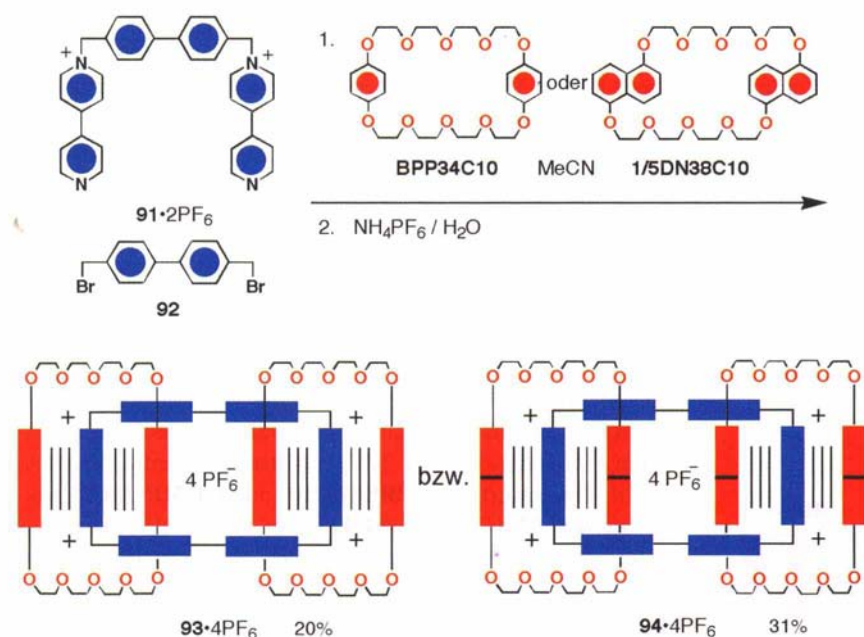 1.
O O O O O
O O O O O
+
N
N
+
oder
O O O O O
O O O O O
N
N
BPP34C10 MeCN 1/5DN38C10
91•2PF₆
2. NH₄PF₆ / H₂O
Br
Br
92
O O O O O O O O O O
O O O O O O O O O O
+ +
+ +
4 PF₆⁻
bzw.
4 PF₆⁻
+ +
+ +
O O O O O O O O O O
O O O O O O O O O O
93•4PF₆ 20%
94•4PF₆ 31%